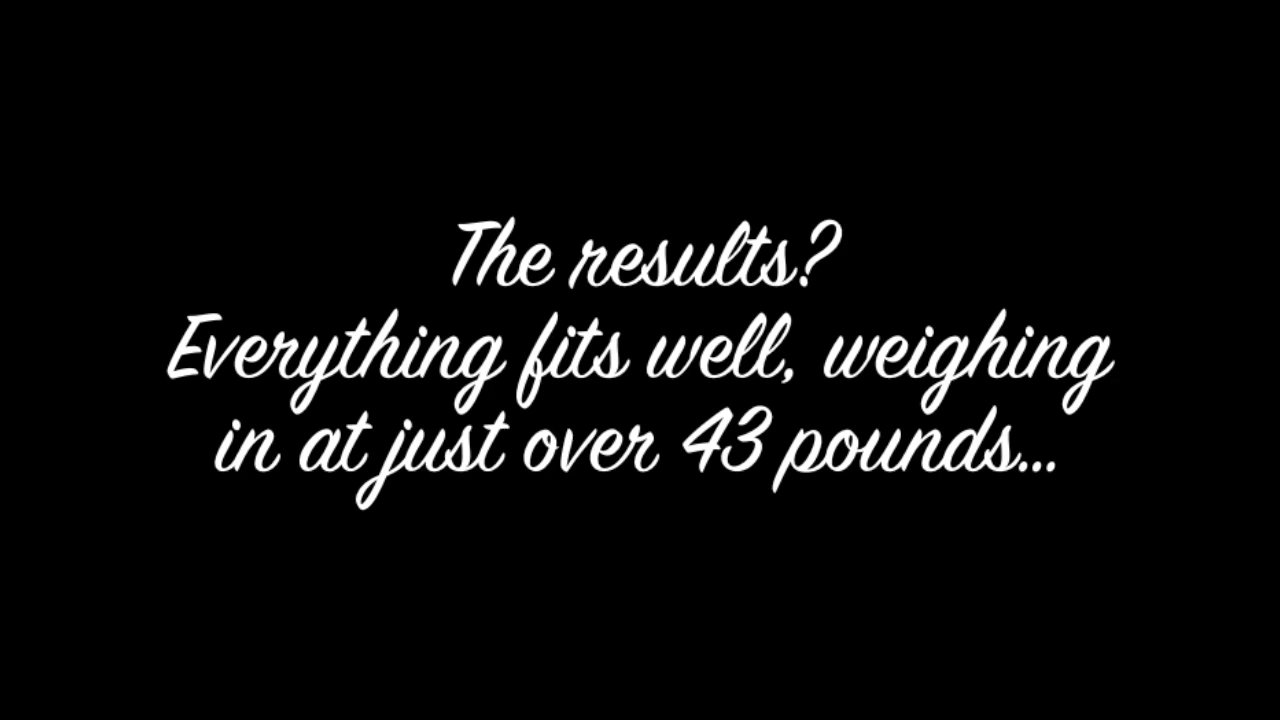 The results?
Everything fits well, weighing
in at just over 43 pounds...